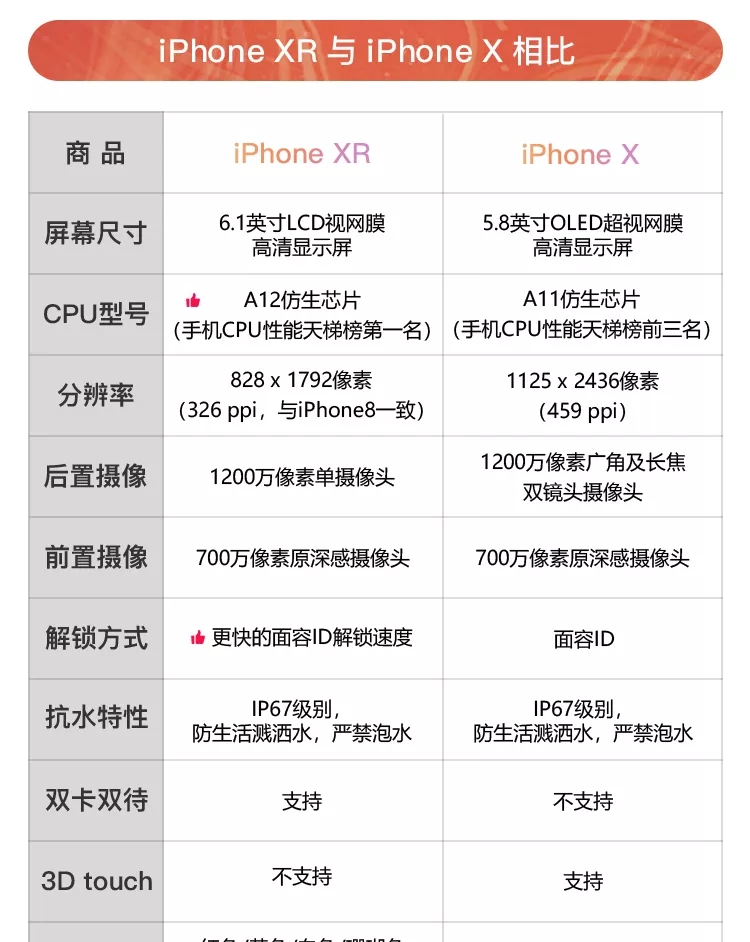 iPhone XR 与 iPhone X 相比
商 品
iPhone XR
iPhone X
屏幕尺寸
6.1英寸LCD视网膜
高清显示屏
5.8英寸OLED超视网膜
高清显示屏
CPU型号
A12仿生芯片
（手机CPU性能天梯榜第一名）
A11仿生芯片
（手机CPU性能天梯榜前三名）
分辨率
828 x 1792像素
（326 ppi，与iPhone8一致）
1125 x 2436像素
（459 ppi）
后置摄像
1200万像素单摄像头
1200万像素广角及长焦
双镜头摄像头
前置摄像
700万像素原深感摄像头
700万像素原深感摄像头
解锁方式
更快的面容ID解锁速度
面容ID
抗水特性
IP67级别，
防生活溅洒水，严禁泡水
IP67级别，
防生活溅洒水，严禁泡水
双卡双待
支持
不支持
3D touch
不支持
支持